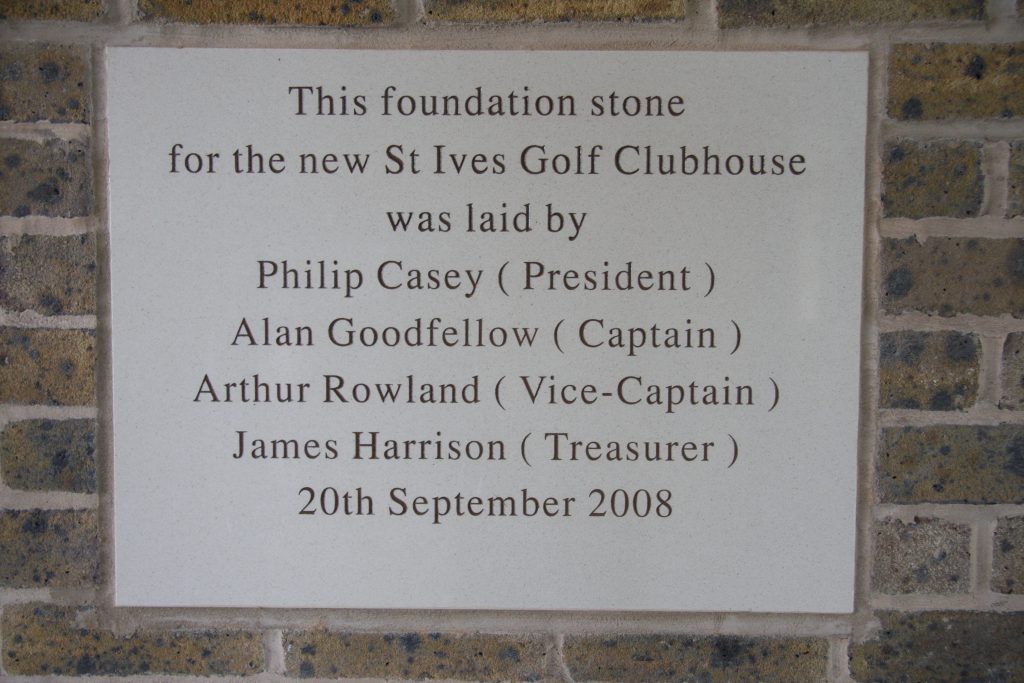 This foundation stone
for the new St Ives Golf Clubhouse
was laid by
Philip Casey ( President )
Alan Goodfellow ( Captain )
Arthur Rowland ( Vice-Captain )
James Harrison ( Treasurer )
20th September 2008